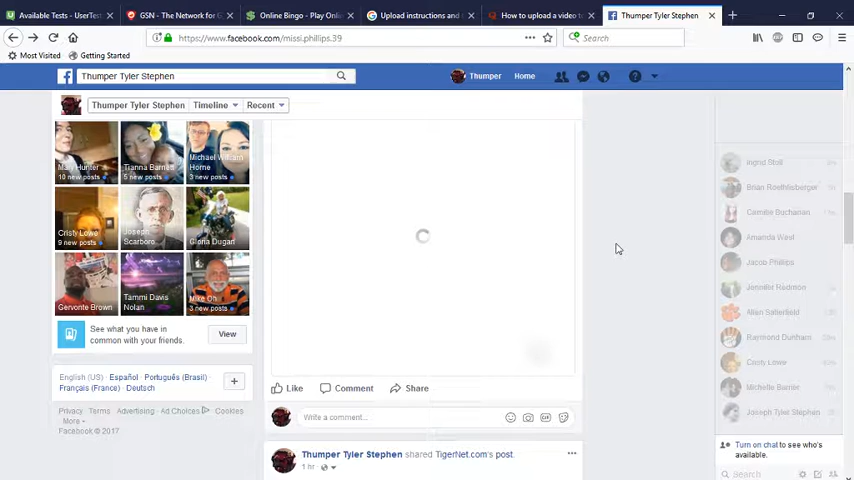 Available Tests - UserTest
GSN - The Network for G
Online Bingo - Play Onlin
Upload instructions and
How to upload a video t
Thumper Tyler Stephen
https://www.facebook.com/missi.phillips.39
Search
Most Visited
Getting Started
Thumper Tyler Stephen
Thumper
Home
Thumper Tyler Stephen
Timeline
Recent
Mary Hunter
10 new posts
Tianna Barnett
5 new posts
Michael William Horne
3 new posts
Cristy Lowe
9 new posts
Joseph Scarboro
Gloria Dugan
Gervonte Brown
Tammi Davis Nolan
Mike Oh
3 new posts
See what you have in
common with your friends.
View
English (US) · Español · Português (Brasil) ·
Français (France) · Deutsch
Privacy · Terms · Advertising · Ad Choices · Cookies ·
More
Facebook © 2017
Like
Comment
Share
Write a comment...
Thumper Tyler Stephen shared TigerNet.com's post.
1 hr ·
Ingrid Stoll
Brian Roethlisberger
Camille Buchanan
Amanda West
Jacob Phillips
Jennifer Redmon
Allen Satterfield
Raymond Dunham
Cristy Lowe
Michelle Barrier
Joseph Tyler Stephen
Turn on chat to see who's
available.
Search